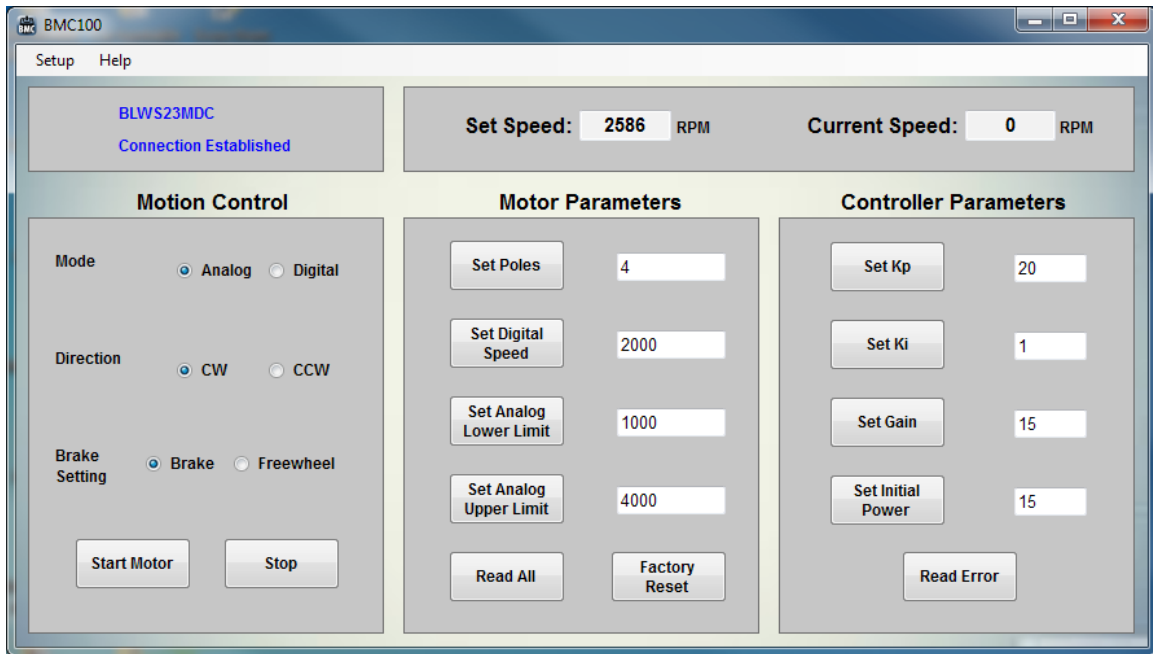 BMC BMC100
Setup Help
BLWS23MDC
Connection Established
Set Speed: 2586 RPM Current Speed: 0 RPM
Motion Control
Mode Analog Digital
Direction CW CCW
Brake
Setting
Brake Freewheel
Start Motor Stop
Motor Parameters
Set Poles 4
Set Digital
Speed
2000
Set Analog
Lower Limit
1000
Set Analog
Upper Limit
4000
Read All
Factory
Reset
Controller Parameters
Set Kp 20
Set Ki 1
Set Gain 15
Set Initial
Power
15
Read Error